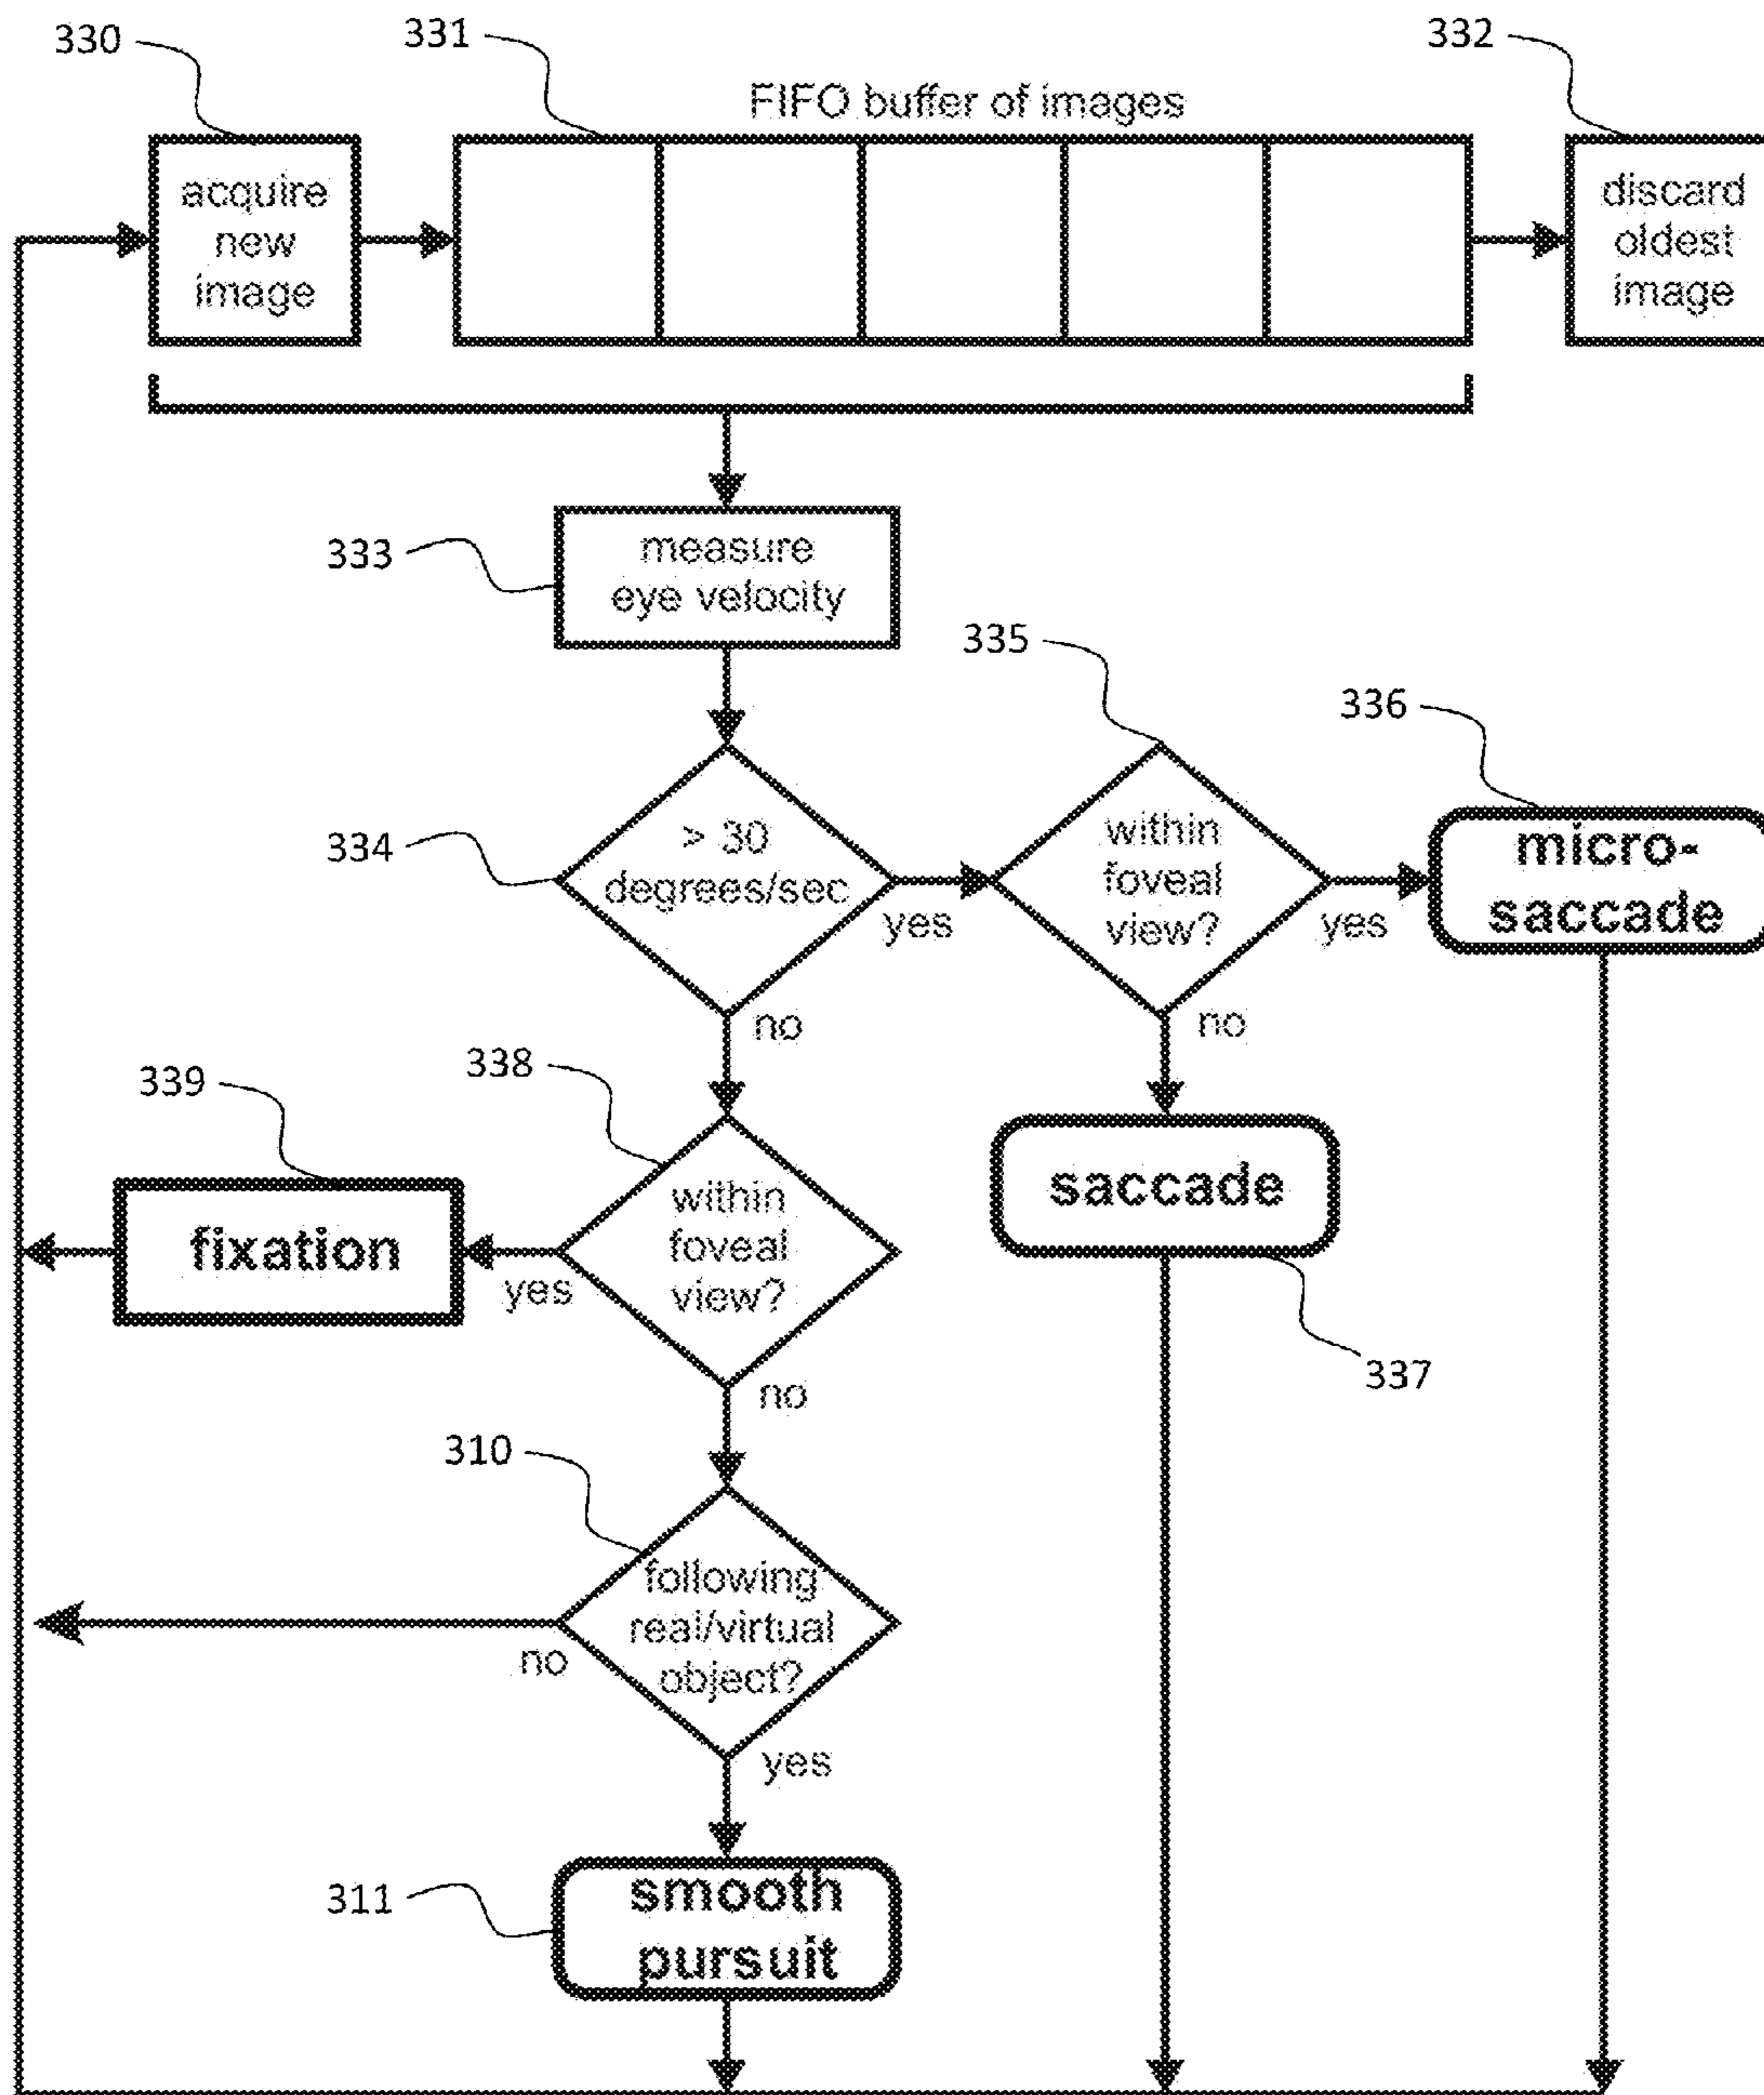 330
331
332
FIFO buffer of images
acquire
new
image
discard
oldest
image
333
measure
eye velocity
335
336
334
> 30
degrees/sec
yes
within
foveal
view?
yes
micro-
saccade
no
no
338
339
within
foveal
view?
yes
fixation
saccade
337
no
310
following
real/virtual
object?
no
yes
311
smooth
pursuit